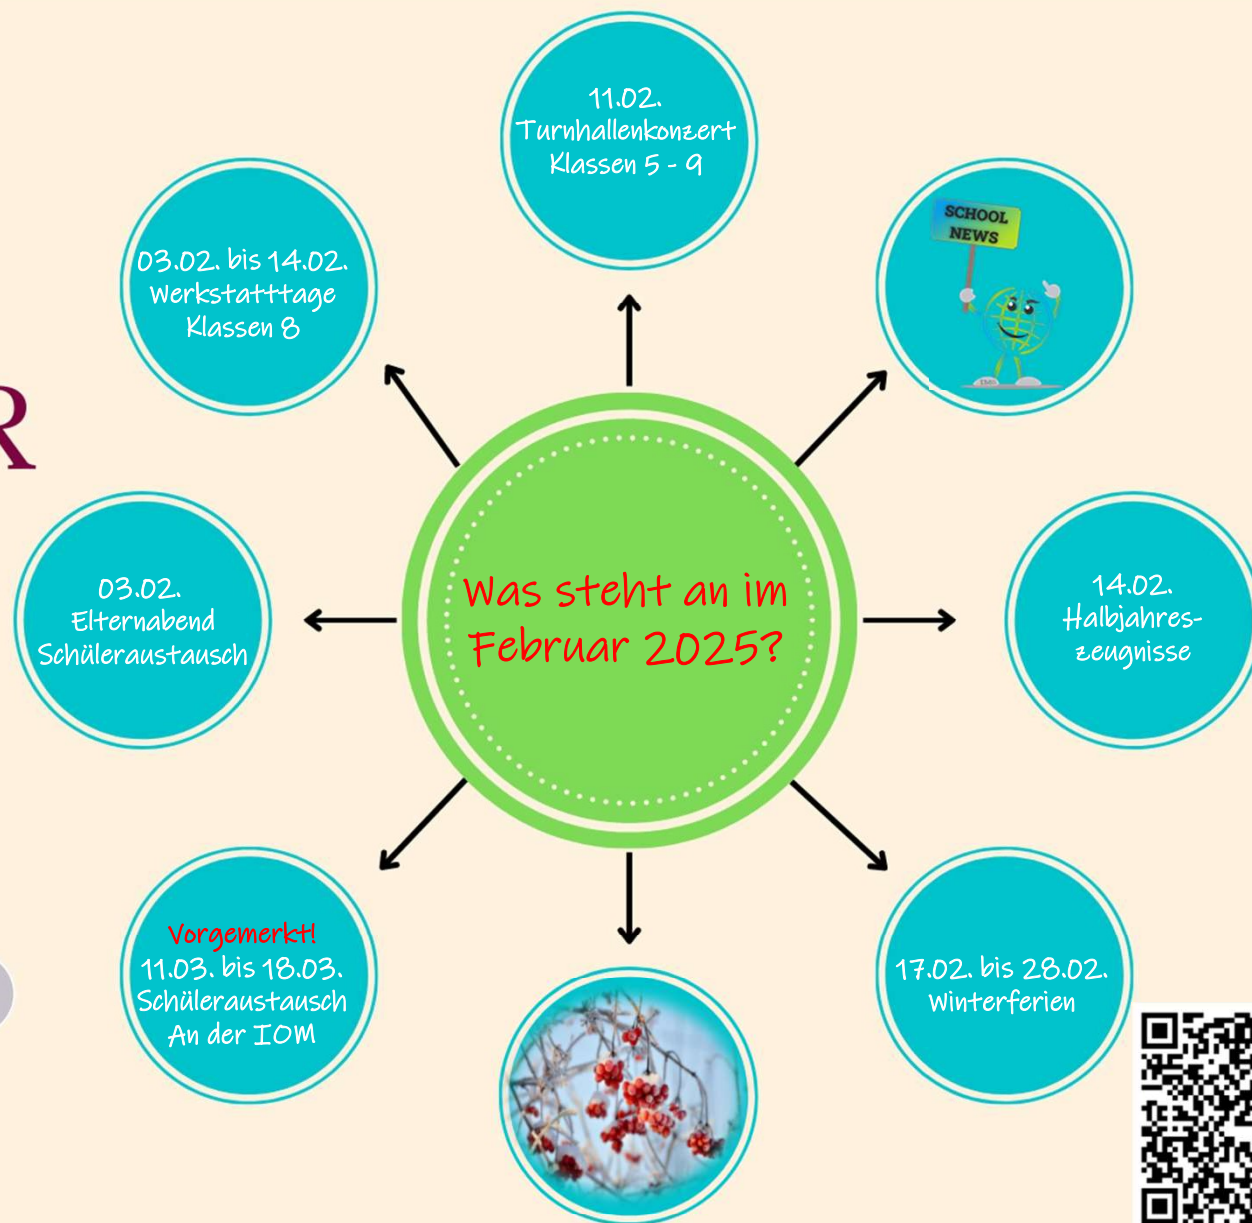 11.02.
Turnhallenkonzert
Klassen 5 - 9
SCHOOL
NEWS
03.02. bis 14.02.
Werkstatttage
Klassen 8
R
Was steht an im
Februar 2025?
03.02.
Elternabend
Schüleraustausch
14.02.
Halbjahres-
zeugnisse
Vorgemerkt!
11.03. bis 18.03.
Schüleraustausch
An der IOM
17.02. bis 28.02.
Winterferien